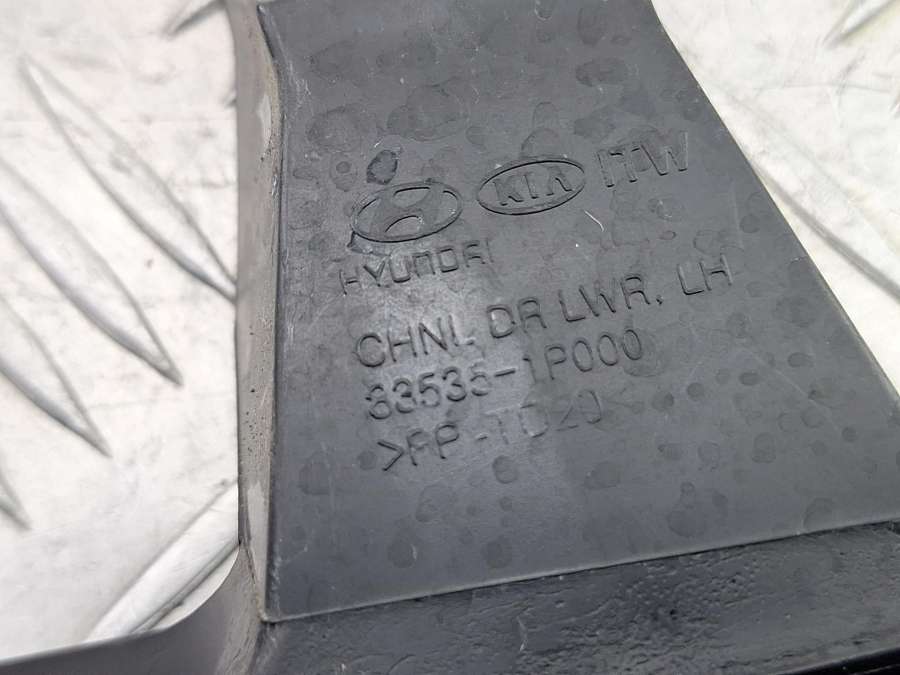 KIA ITW
HYUNDAI
CHNL DR LWR, LH
83535-1P000
>PP-TD20<